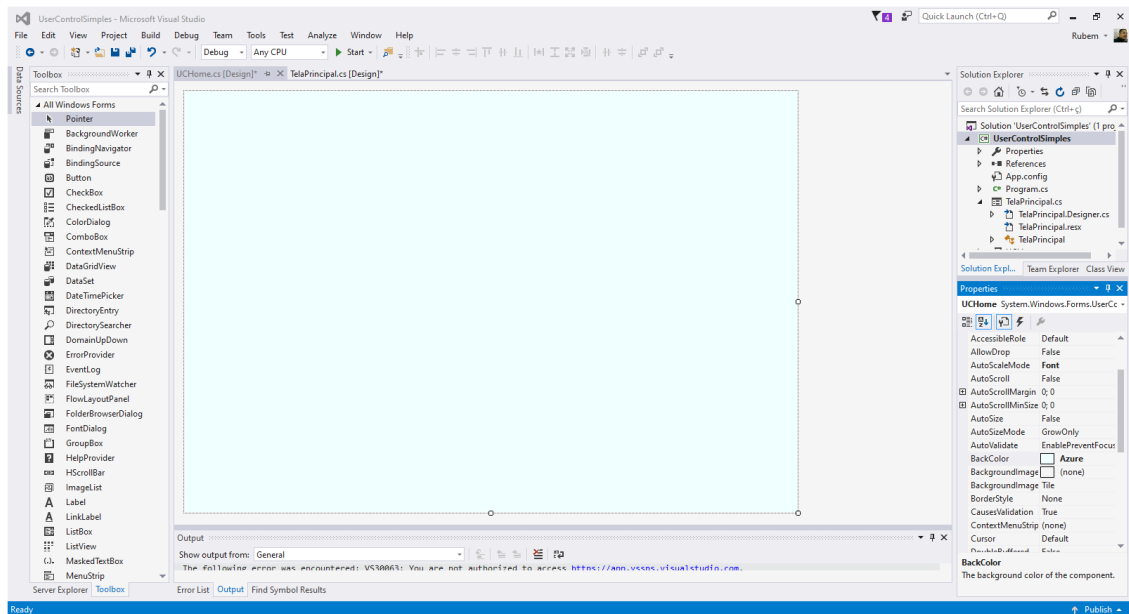 UserControlSimples - Microsoft Visual Studio
4
Quick Launch (Ctrl+Q)
File Edit View Project Build Debug Team Tools Test Analyze Window Help
Rubem
Debug Any CPU Start
Data Sources
Toolbox
Search Toolbox
All Windows Forms
Pointer
BackgroundWorker
BindingNavigator
BindingSource
Button
CheckBox
CheckedListBox
ColorDialog
ComboBox
ContextMenuStrip
DataGridView
DataSet
DateTimePicker
DirectoryEntry
DirectorySearcher
DomainUpDown
ErrorProvider
EventLog
FileSystemWatcher
FlowLayoutPanel
FolderBrowserDialog
FontDialog
GroupBox
HelpProvider
HScrollBar
ImageList
Label
LinkLabel
ListBox
ListView
MaskedTextBox
MenuStrip
Server Explorer Toolbox
UCHome.cs [Design]* TelaPrincipal.cs [Design]*
Output
Show output from: General
The following error was encountered: VS30063: You are not authorized to access https://app.vssps.visualstudio.com.
Error List Output Find Symbol Results
Solution Explorer
Search Solution Explorer (Ctrl+ç)
Solution 'UserControlSimples' (1 proj
UserControlSimples
Properties
References
App.config
Program.cs
TelaPrincipal.cs
TelaPrincipal.Designer.cs
TelaPrincipal.resx
TelaPrincipal
Solution Expl... Team Explorer Class View
Properties
UCHome System.Windows.Forms.UserCc
AccessibleRole Default
AllowDrop False
AutoScaleMode Font
AutoScroll False
AutoScrollMargin 0; 0
AutoScrollMinSize 0; 0
AutoSize False
AutoSizeMode GrowOnly
AutoValidate EnablePreventFocus
BackColor Azure
BackgroundImage (none)
BackgroundImage Tile
BorderStyle None
CausesValidation True
ContextMenuStrip (none)
Cursor Default
DoubleBuffered False
BackColor
The background color of the component.
Ready
Publish